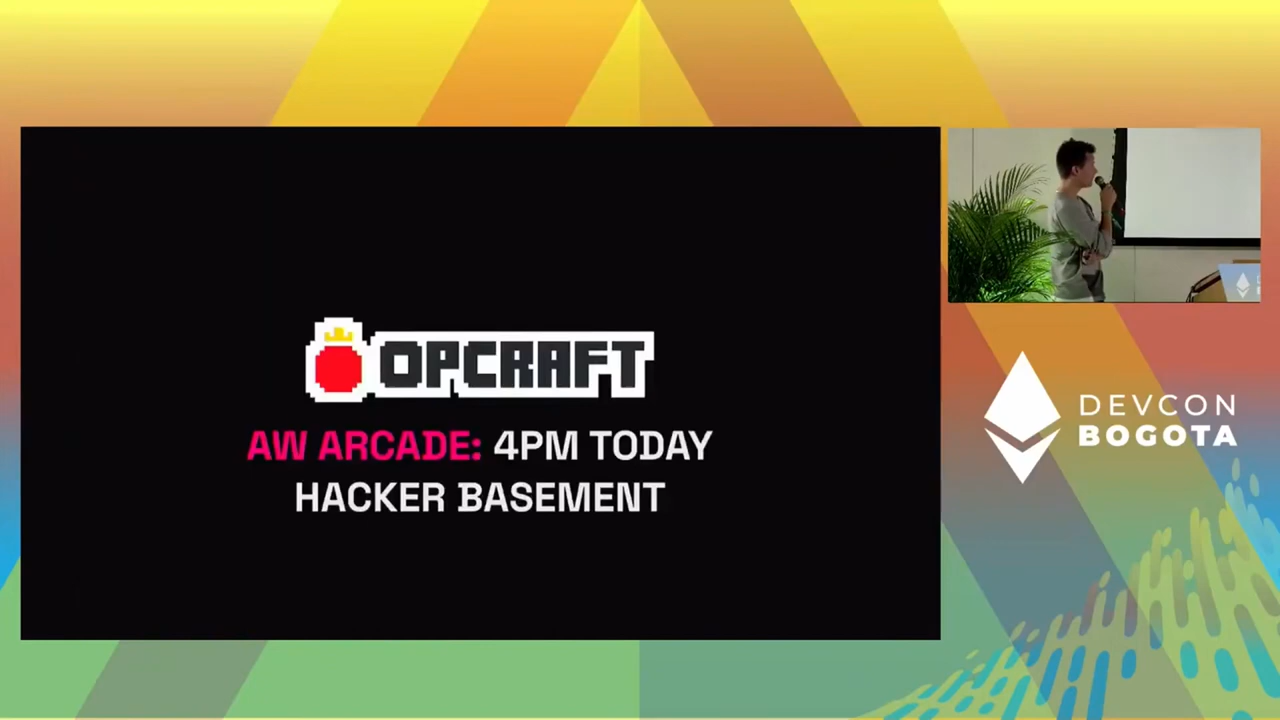 OPCRAFT
AW ARCADE: 4PM TODAY
HACKER BASEMENT
DEVCON
BOGOTA